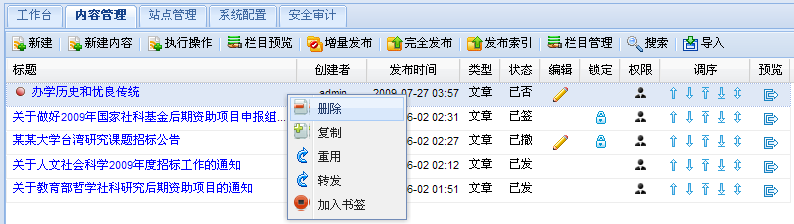 工作台 内容管理 站点管理 系统配置 安全审计
新建 新建内容 执行操作 栏目预览 增量发布 完全发布 发布索引 栏目管理 搜索 导入
标题 创建者 发布时间 类型 状态 编辑 锁定 权限 调序 预览
办学历史和优良传统 admin 2009-07-27 03:57 文章 已否
关于做好2009年国家社科基金后期资助项目申报组... 6-02 02:31 文章 已签
某某大学台湾研究课题招标公告 6-02 02:27 文章 已撤
关于人文社会科学2009年度招标工作的通知 6-02 02:12 文章 已发
关于教育部哲学社科研究后期资助项目的通知 6-02 01:51 文章 已发
删除
复制
重用
转发
加入书签